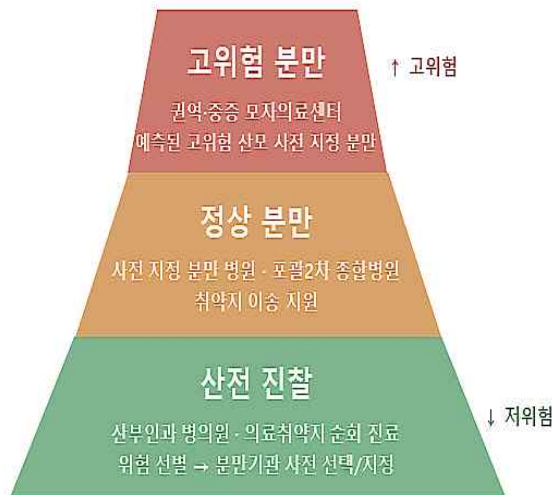 고위험 분만
↑ 고위험
권역·중증 모자의료센터
예측된 고위험 산모 사전 지정 분만
정상 분만
사전 지정 분만 병원 · 포괄2차 종합병원
취약지 이송 지원
산전 진찰
↓ 저위험
산부인과 병의원 · 의료취약지 순회 진료
위험 선별 → 분만기관 사전 선택/지정